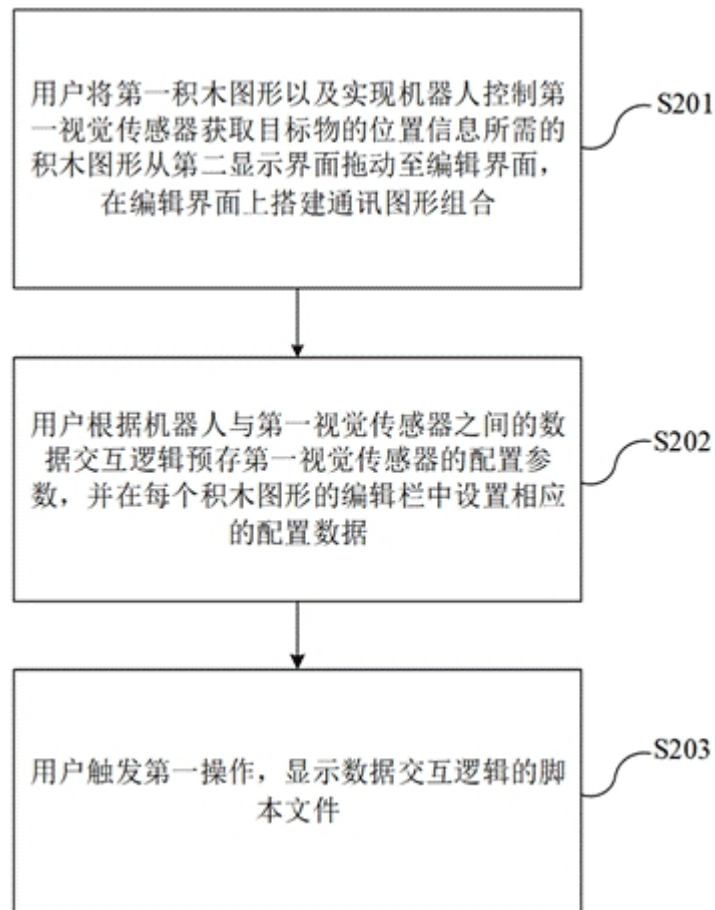 用户将第一积木图形以及实现机器人控制第
一视觉传感器获取目标物的位置信息所需的
积木图形从第二显示界面拖动至编辑界面，
在编辑界面上搭建通讯图形组合
S201
用户根据机器人与第一视觉传感器之间的数
据交互逻辑预存第一视觉传感器的配置参
数，并在每个积木图形的编辑栏中设置相应
的配置数据
S202
用户触发第一操作，显示数据交互逻辑的脚
本文件
S203